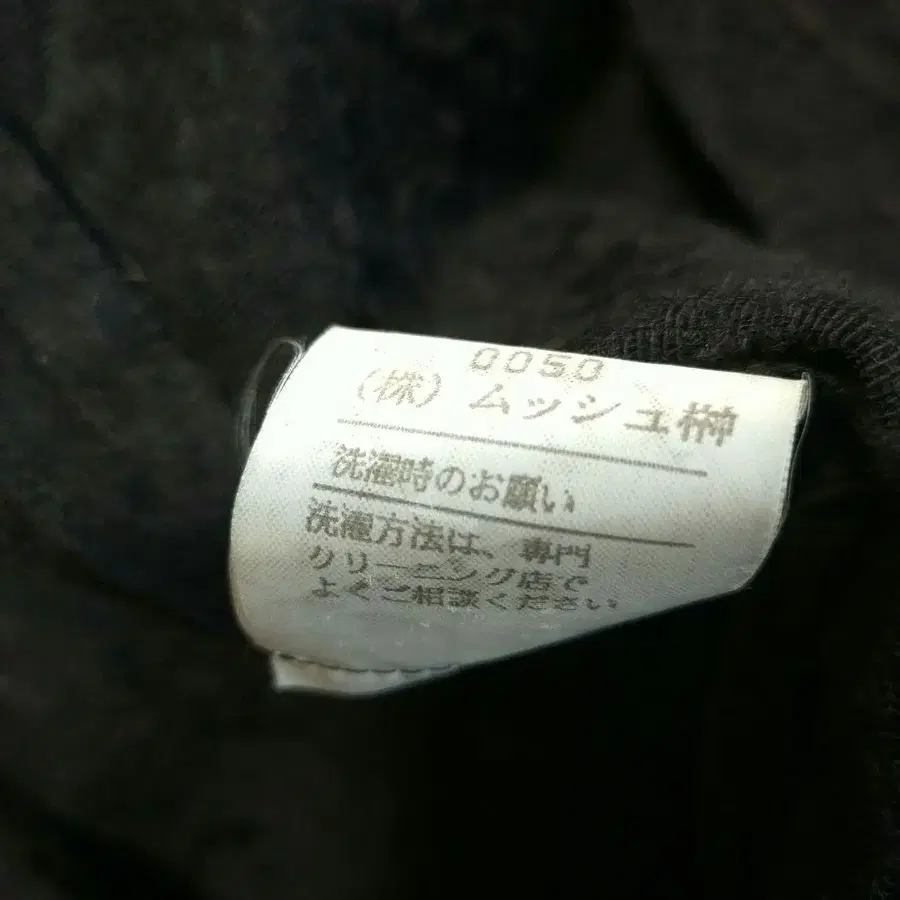 0050
(株) ムッシュ榊
洗濯時のお願い
洗濯方法は、専門
クリーニング店で
よくご相談ください